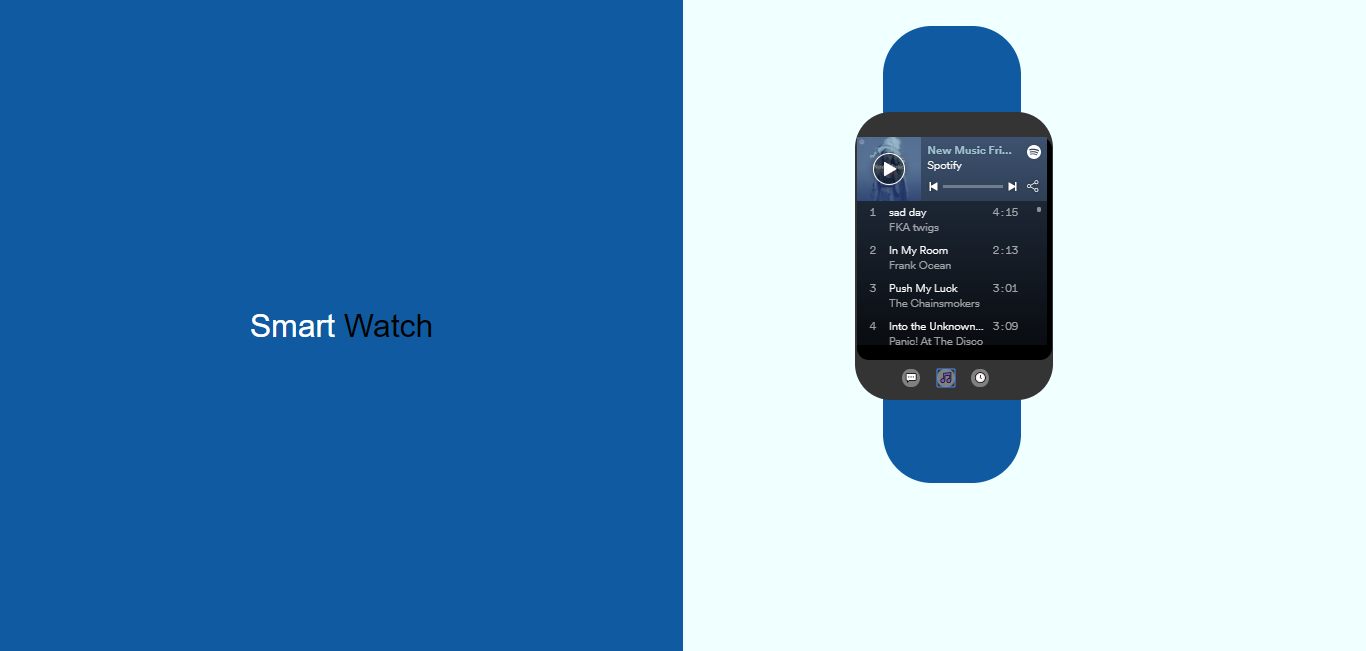 Smart Watch
New Music Fri...
Spotify
1 sad day 4:15
FKA twigs
2 In My Room 2:13
Frank Ocean
3 Push My Luck 3:01
The Chainsmokers
4 Into the Unknown... 3:09
Panic! At The Disco